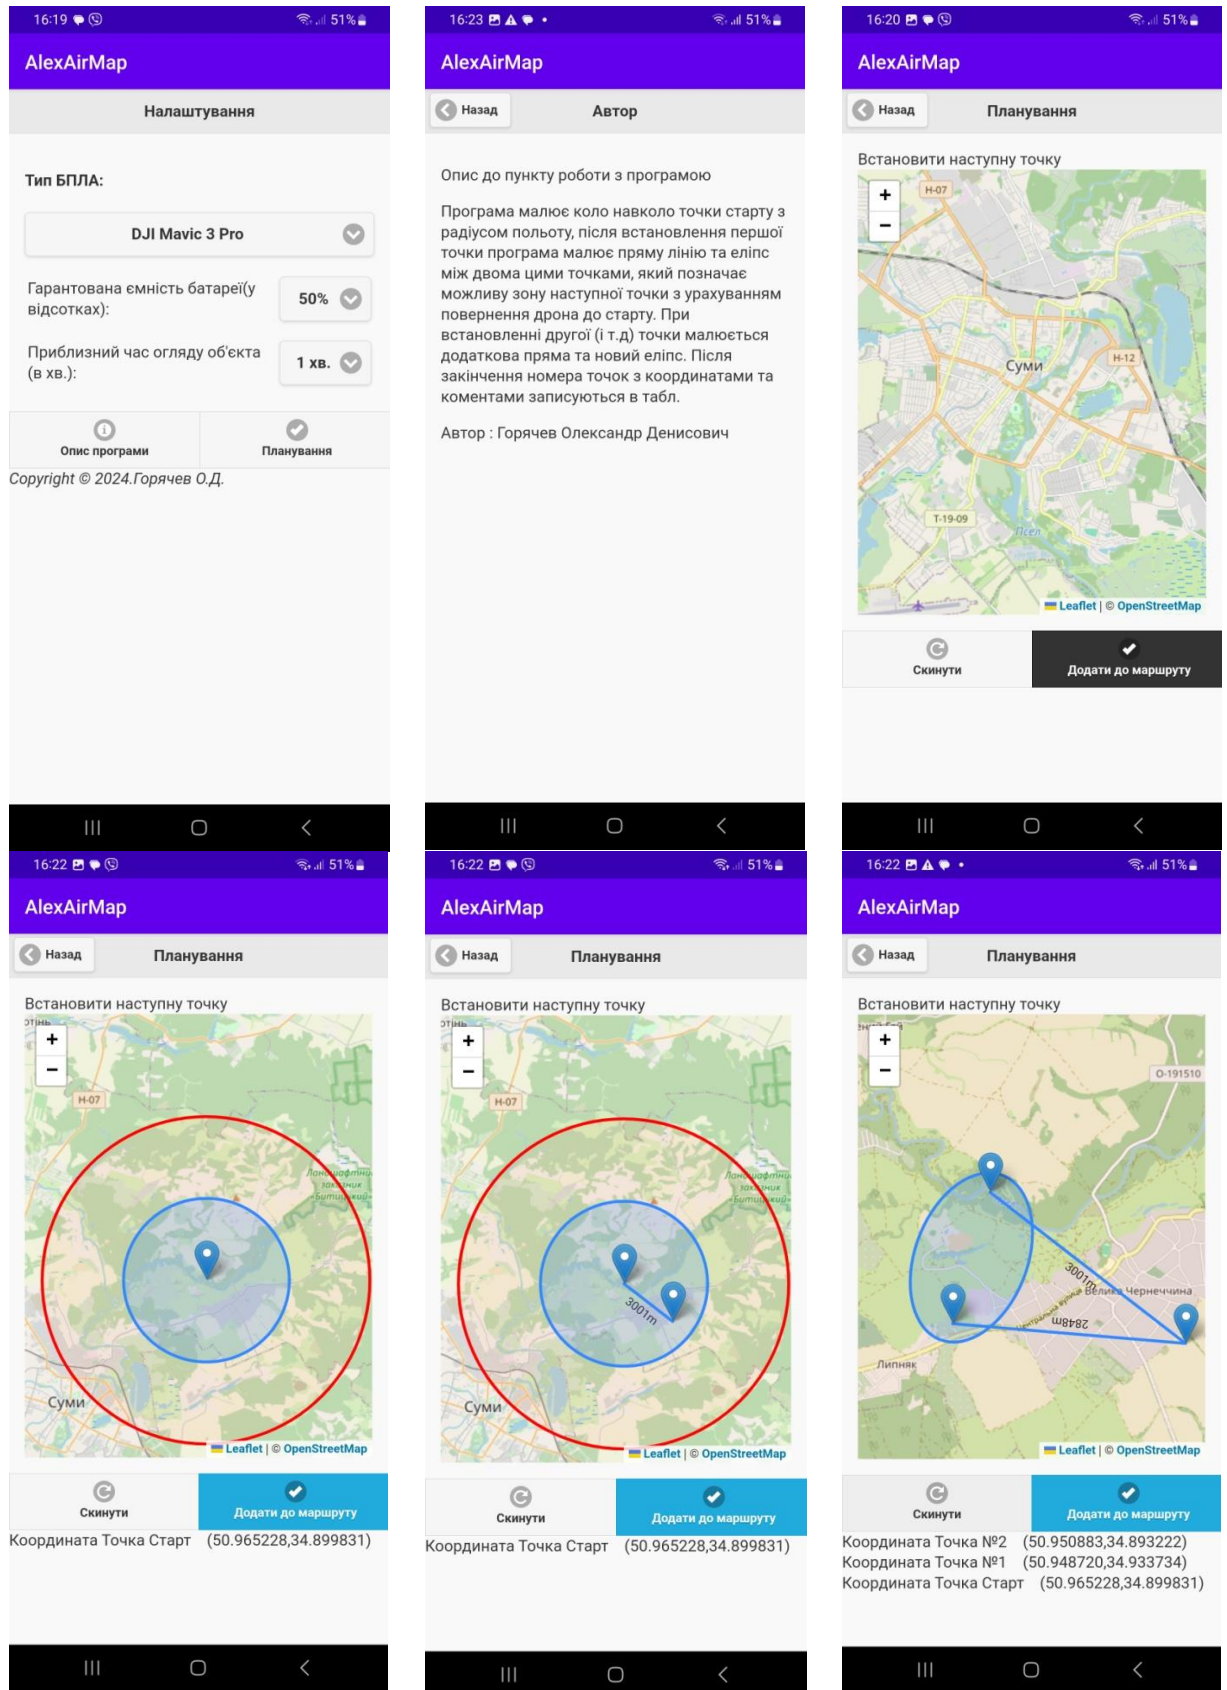 16:19
51%
AlexAirMap
Налаштування
Тип БПЛА:
DJI Mavic 3 Pro
Гарантована ємність батареї(у
відсотках):
50%
Приблизний час огляду об'єкта
(в хв.):
1 хв.
Опис програми
Планування
Copyright © 2024.Горячев О.Д.
16:23
51%
AlexAirMap
Назад
Автор
Опис до пункту роботи з програмою
Програма малює коло навколо точки старту з
радіусом польоту, після встановлення першої
точки програма малює пряму лінію та еліпс
між двома цими точками, який позначає
можливу зону наступної точки з урахуванням
повернення дрона до старту. При
встановленні другої (і т.д) точки малюється
додаткова пряма та новий еліпс. Після
закінчення номера точок з координатами та
коментами записуються в табл.
Автор : Горячев Олександр Денисович
16:20
51%
AlexAirMap
Назад
Планування
Встановити наступну точку
+
−
Н-07
Н-12
Суми
Т-19-09
Псел
Leaflet | © OpenStreetMap
Скинути
Додати до маршруту
16:22
51%
AlexAirMap
Назад
Планування
Встановити наступну точку
+
−
Н-07
Ландшафтний
заказник
«Битицький»
Суми
Leaflet | © OpenStreetMap
Скинути
Додати до маршруту
Координата Точка Старт (50.965228,34.899831)
16:22
51%
AlexAirMap
Назад
Планування
Встановити наступну точку
+
−
Н-07
3001m
Суми
Leaflet | © OpenStreetMap
Скинути
Додати до маршруту
Координата Точка Старт (50.965228,34.899831)
16:22
51%
AlexAirMap
Назад
Планування
Встановити наступну точку
+
−
О-191510
3001m
Велика Чернеччина
Центральна вулиця
2848m
Липняк
Leaflet | © OpenStreetMap
Скинути
Додати до маршруту
Координата Точка №2 (50.950883,34.893222)
Координата Точка №1 (50.948720,34.933734)
Координата Точка Старт (50.965228,34.899831)